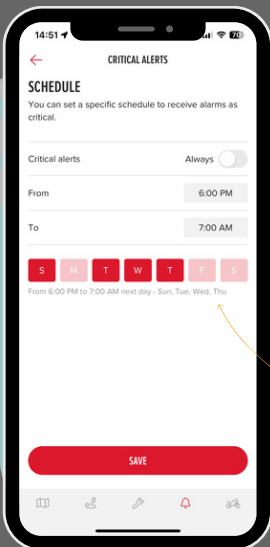 14:51
70
CRITICAL ALERTS
SCHEDULE
You can set a specific schedule to receive alarms as
critical.
Critical alerts Always
From 6:00 PM
To 7:00 AM
S M T W T F S
From 6:00 PM to 7:00 AM next day - Sun, Tue, Wed, Thu
SAVE